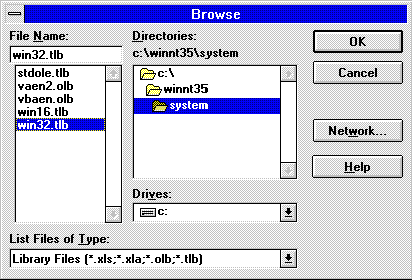 Browse
File Name:
win32.tlb
stdole.tlb
vaen2.olb
vbaen.olb
win16.tlb
win32.tlb
Directories:
c:\winnt35\system
c:\
winnt35
system
Drives:
c:
List Files of Type:
Library Files (*.xls;*.xla;*.olb;*.tlb)
OK
Cancel
Network...
Help